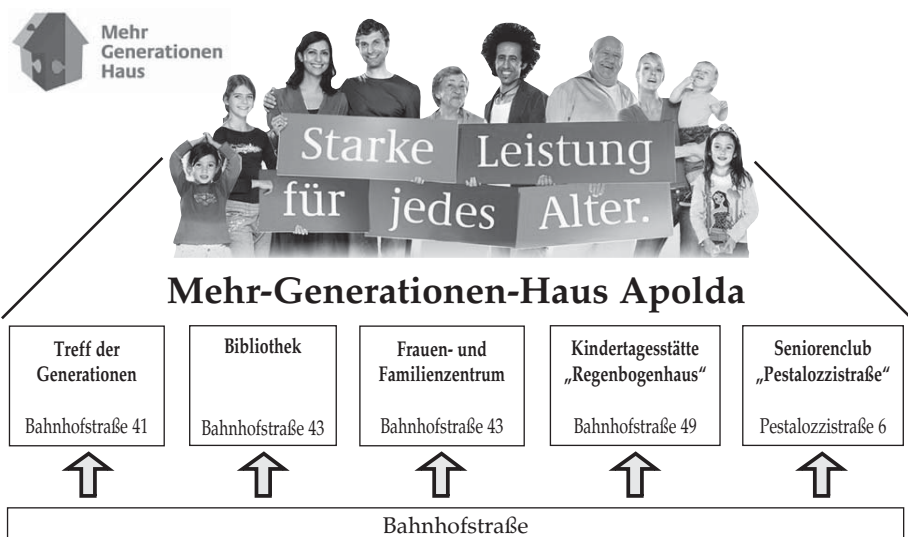 Mehr
Generationen
Haus
Starke Leistung
für jedes Alter.
Mehr-Generationen-Haus Apolda
Treff der
Generationen
Bahnhofstraße 41
Bibliothek
Bahnhofstraße 43
Frauen- und
Familienzentrum
Bahnhofstraße 43
Kindertagesstätte
„Regenbogenhaus“
Bahnhofstraße 49
Seniorenclub
„Pestalozzistraße“
Pestalozzistraße 6
Bahnhofstraße